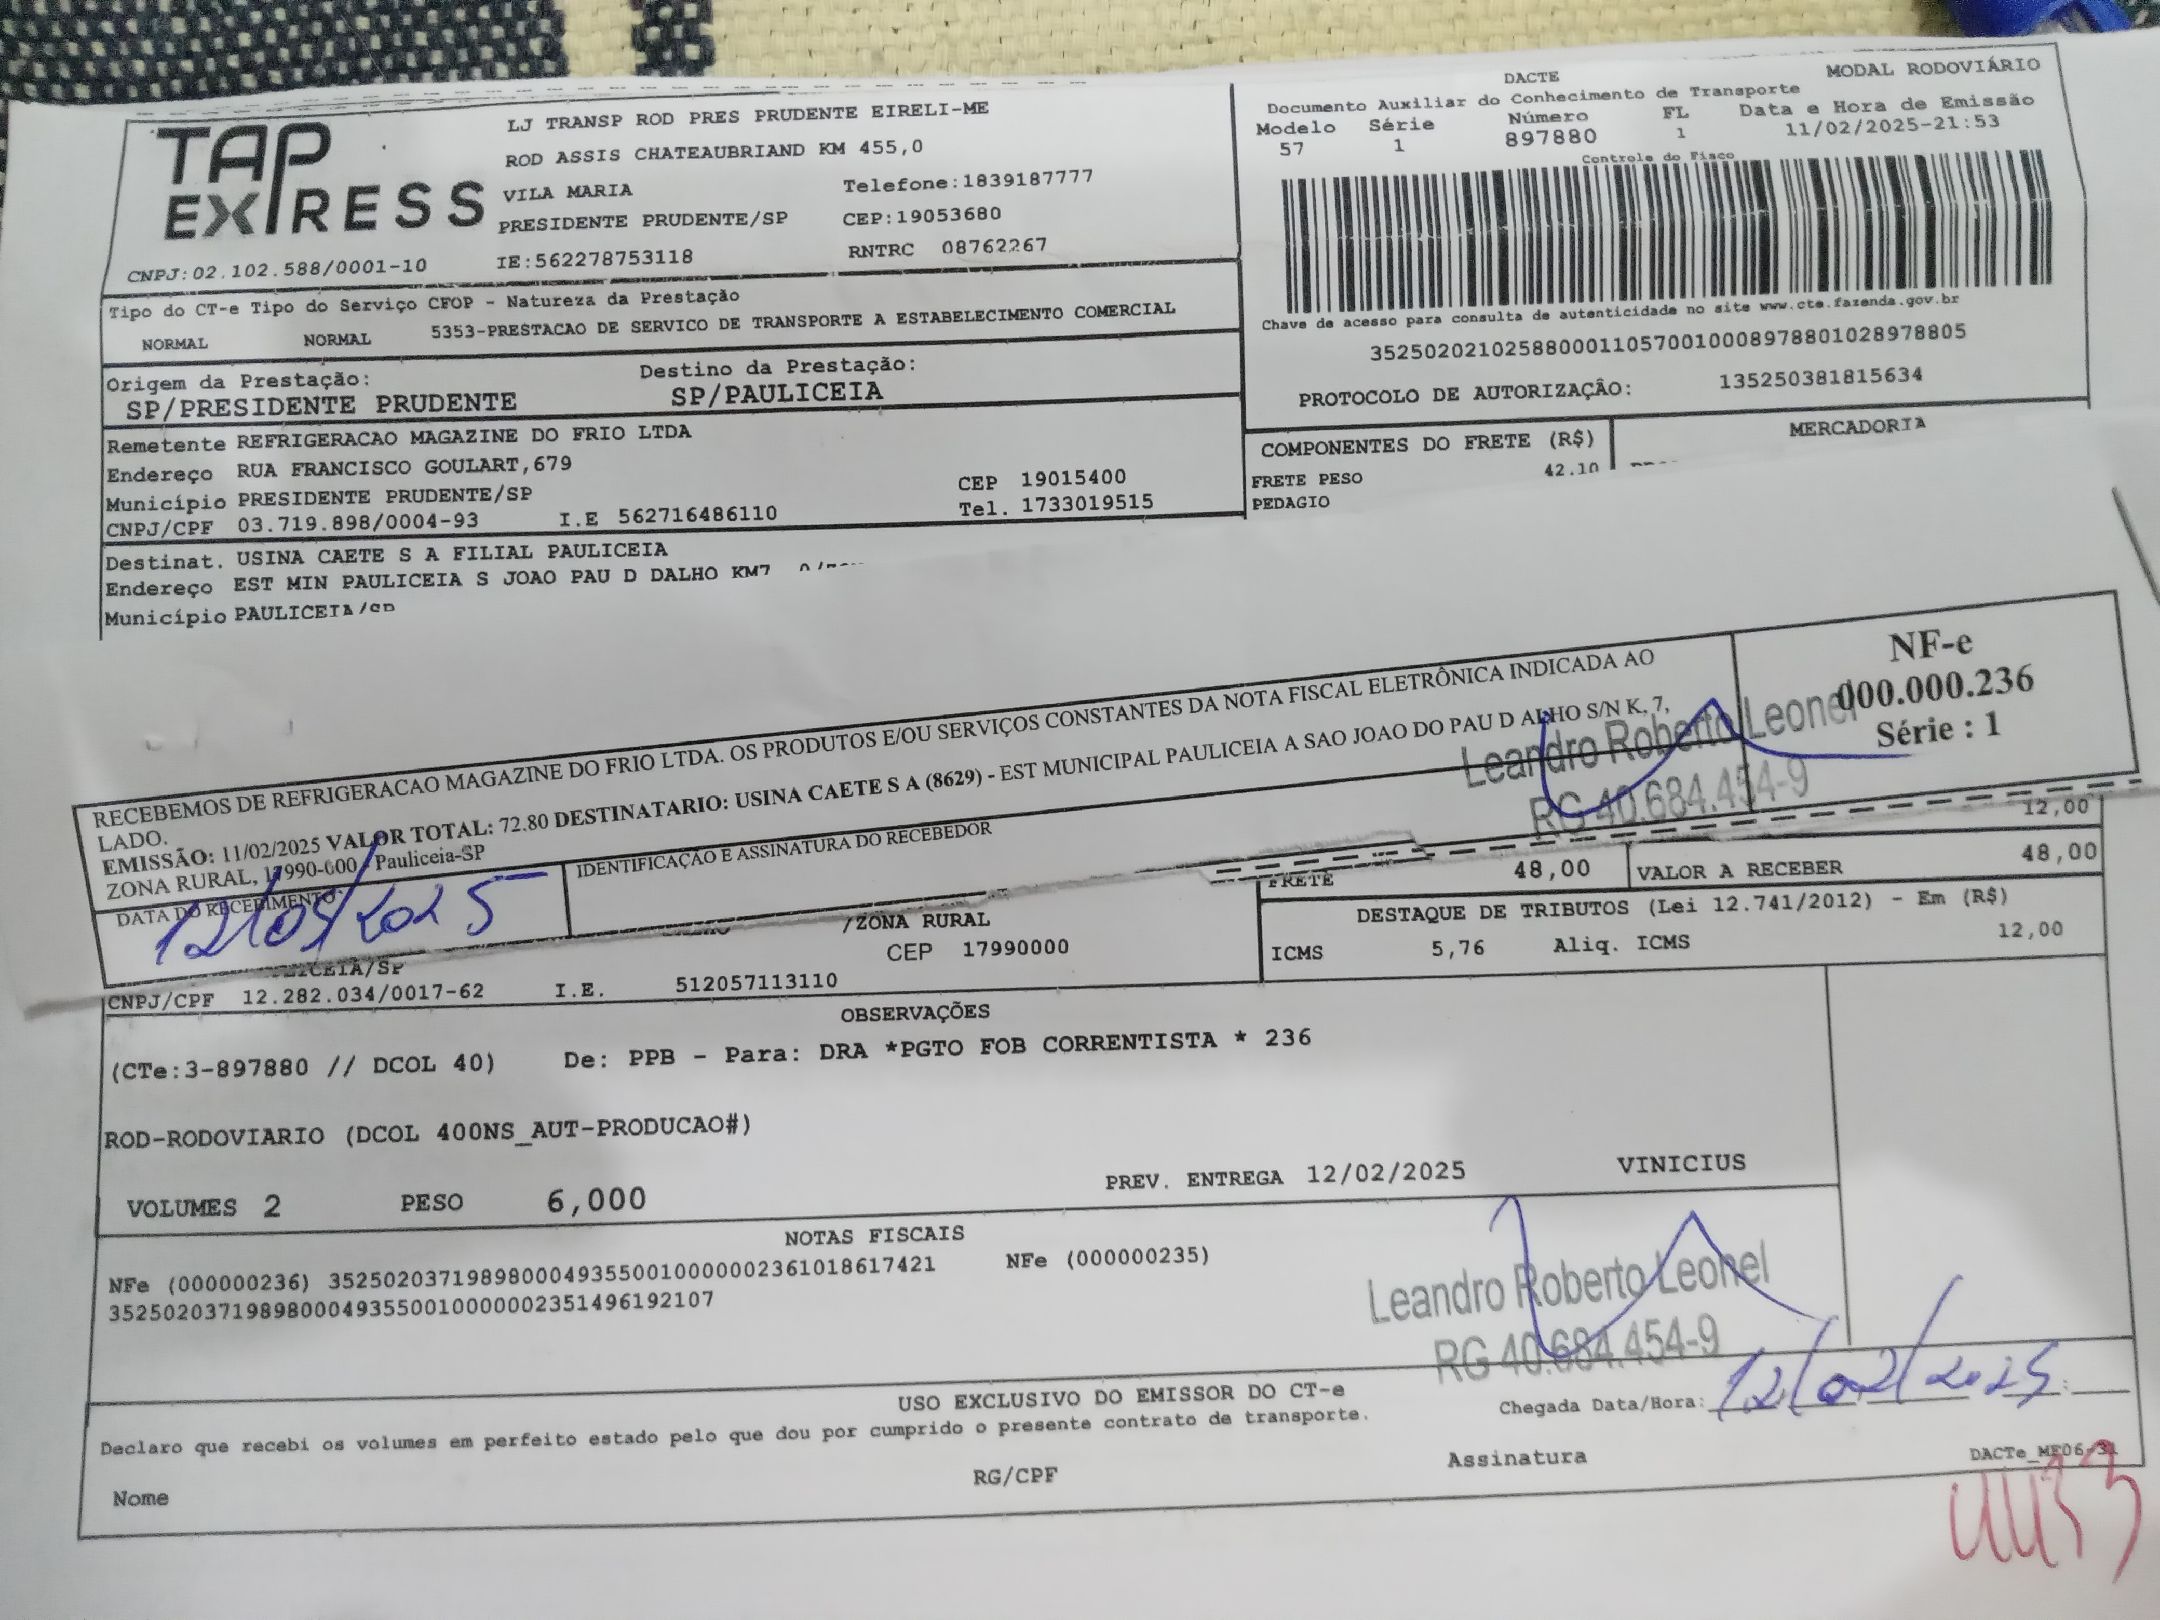 TAP EXPRESS
LJ TRANSP ROD PRES PRUDENTE EIRELI-ME
ROD ASSIS CHATEAUBRIAND KM 455,0
VILA MARIA Telefone:1839187777
PRESIDENTE PRUDENTE/SP CEP:19053680
CNPJ:02.102.588/0001-10 IE:562278753118 RNTRC 08762267
DACTE MODAL RODOVIÁRIO
Documento Auxiliar do Conhecimento de Transporte
Modelo Série Número FL Data e Hora de Emissão
57 1 897880 1 11/02/2025-21:53
Controle do Fisco
Chave de acesso para consulta de autenticidade no site www.cte.fazenda.gov.br
35250202102588000110570010008978801028978805
PROTOCOLO DE AUTORIZAÇÃO: 135250381815634
Tipo do CT-e Tipo do Serviço CFOP - Natureza da Prestação
NORMAL NORMAL 5353-PRESTACAO DE SERVICO DE TRANSPORTE A ESTABELECIMENTO COMERCIAL
Origem da Prestação: Destino da Prestação:
SP/PRESIDENTE PRUDENTE SP/PAULICEIA
Remetente REFRIGERACAO MAGAZINE DO FRIO LTDA
Endereço RUA FRANCISCO GOULART,679
Município PRESIDENTE PRUDENTE/SP CEP 19015400
CNPJ/CPF 03.719.898/0004-93 I.E 562716486110 Tel. 1733019515
COMPONENTES DO FRETE (R$) MERCADORIA
FRETE PESO 42.10
PEDAGIO
Destinat. USINA CAETE S A FILIAL PAULICEIA
Endereço EST MIN PAULICEIA S JOAO PAU D DALHO KM7
Município PAULICEIA/SP
RECEBEMOS DE REFRIGERACAO MAGAZINE DO FRIO LTDA. OS PRODUTOS E/OU SERVIÇOS CONSTANTES DA NOTA FISCAL ELETRÔNICA INDICADA AO
LADO.
EMISSÃO: 11/02/2025 VALOR TOTAL: 72.80 DESTINATARIO: USINA CAETE S A (8629) - EST MUNICIPAL PAULICEIA A SAO JOAO DO PAU D ALHO S/N K, 7,
ZONA RURAL, 17990-000 Pauliceia-SP
DATA DO RECEBIMENTO IDENTIFICAÇÃO E ASSINATURA DO RECEBEDOR
NF-e
000.000.236
Série : 1
Leandro Roberto Leonel
RG 40.684.454-9
12,00
FRETE 48,00 VALOR A RECEBER 48,00
DESTAQUE DE TRIBUTOS (Lei 12.741/2012) - Em (R$)
ICMS 5,76 Aliq. ICMS 12,00
/ZONA RURAL
CEP 17990000
CNPJ/CPF 12.282.034/0017-62 I.E. 512057113110
OBSERVAÇÕES
(CTe:3-897880 // DCOL 40) De: PPB - Para: DRA *PGTO FOB CORRENTISTA * 236
ROD-RODOVIARIO (DCOL 400NS_AUT-PRODUCAO#)
VOLUMES 2 PESO 6,000 PREV. ENTREGA 12/02/2025 VINICIUS
NOTAS FISCAIS
NFe (000000236) 35250203719898000493550010000002361018617421 NFe (000000235)
35250203719898000493550010000002351496192107
Leandro Roberto Leonel
RG 40.684.454-9
USO EXCLUSIVO DO EMISSOR DO CT-e
Chegada Data/Hora: 12/02/2025
Declaro que recebi os volumes em perfeito estado pelo que dou por cumprido o presente contrato de transporte.
Nome RG/CPF Assinatura